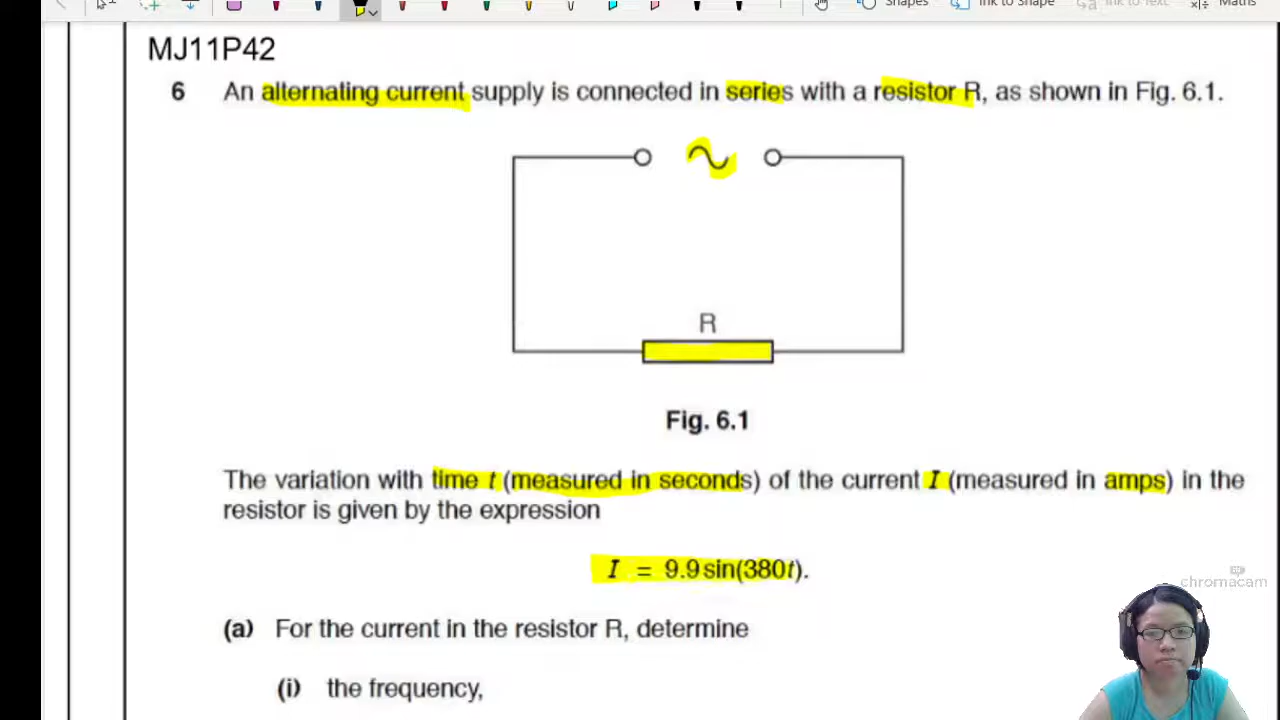 Shapes Ink to Shape Ink to Text Maths
MJ11P42
6 An alternating current supply is connected in series with a resistor R, as shown in Fig. 6.1.
R
Fig. 6.1
The variation with time t (measured in seconds) of the current I (measured in amps) in the
resistor is given by the expression
I = 9.9 sin(380t).
chromacam
(a) For the current in the resistor R, determine
(i) the frequency,